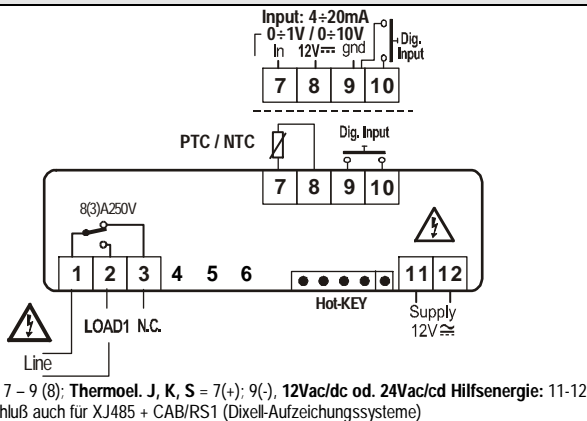 Input: 4÷20mA
0÷1V / 0÷10V
In 12V⎓ gnd
Dig.
Input
7 8 9 10
PTC / NTC
Dig. Input
7 8 9 10
8(3)A250V
1 2 3 4 5 6
11 12
Hot-KEY
Supply
12V≂
LOAD1 N.C.
Line
7 – 9 (8); Thermoel. J, K, S = 7(+); 9(-), 12Vac/dc od. 24Vac/cd Hilfsenergie: 11-12
hluß auch für XJ485 + CAB/RS1 (Dixell-Aufzeichungssysteme)